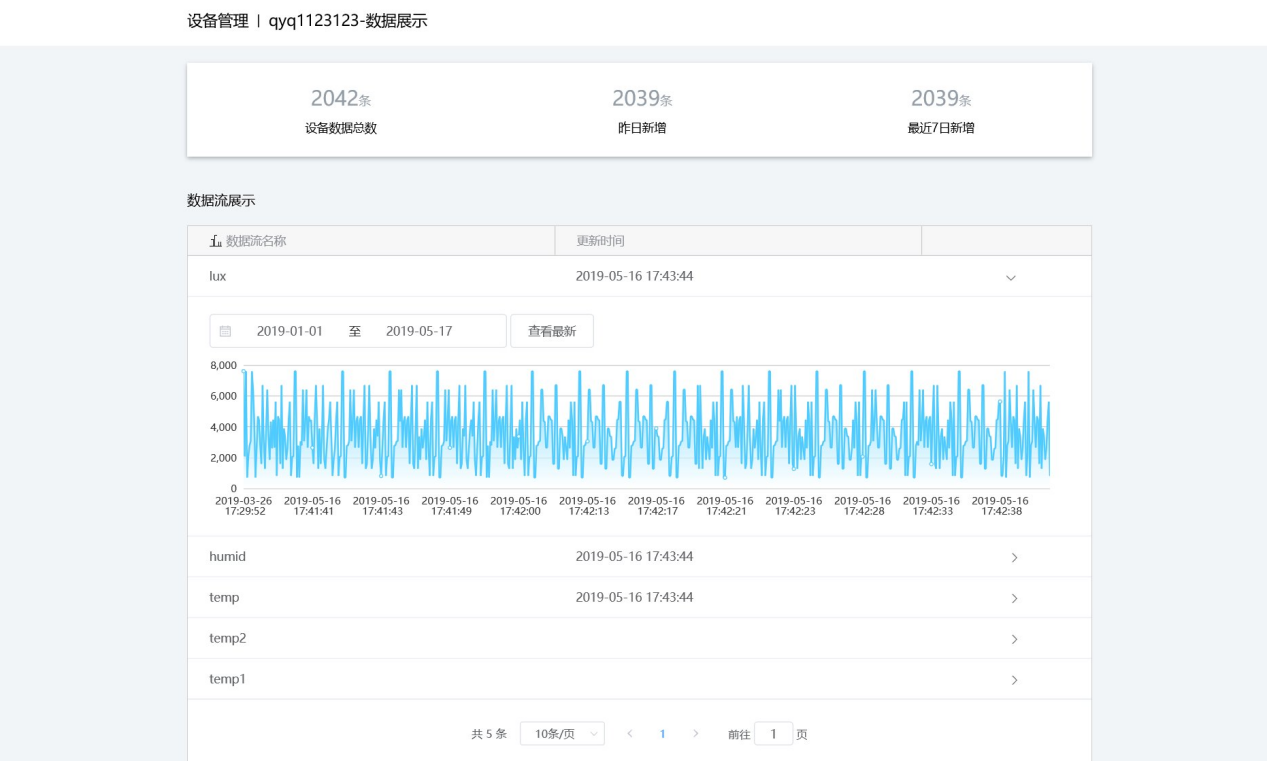 设备管理 | qyq1123123-数据展示
2042条 2039条 2039条
设备数据总数 昨日新增 最近7日新增
数据流展示
数据流名称 更新时间
lux 2019-05-16 17:43:44
2019-01-01 至 2019-05-17 查看最新
8,000
6,000
4,000
2,000
0
2019-03-26 2019-05-16 2019-05-16 2019-05-16 2019-05-16 2019-05-16 2019-05-16 2019-05-16 2019-05-16 2019-05-16 2019-05-16 2019-05-16
17:29:52 17:41:41 17:41:43 17:41:49 17:42:00 17:42:13 17:42:17 17:42:21 17:42:23 17:42:28 17:42:33 17:42:38
humid 2019-05-16 17:43:44
temp 2019-05-16 17:43:44
temp2
temp1
共 5 条 10条/页 1 前往 1 页